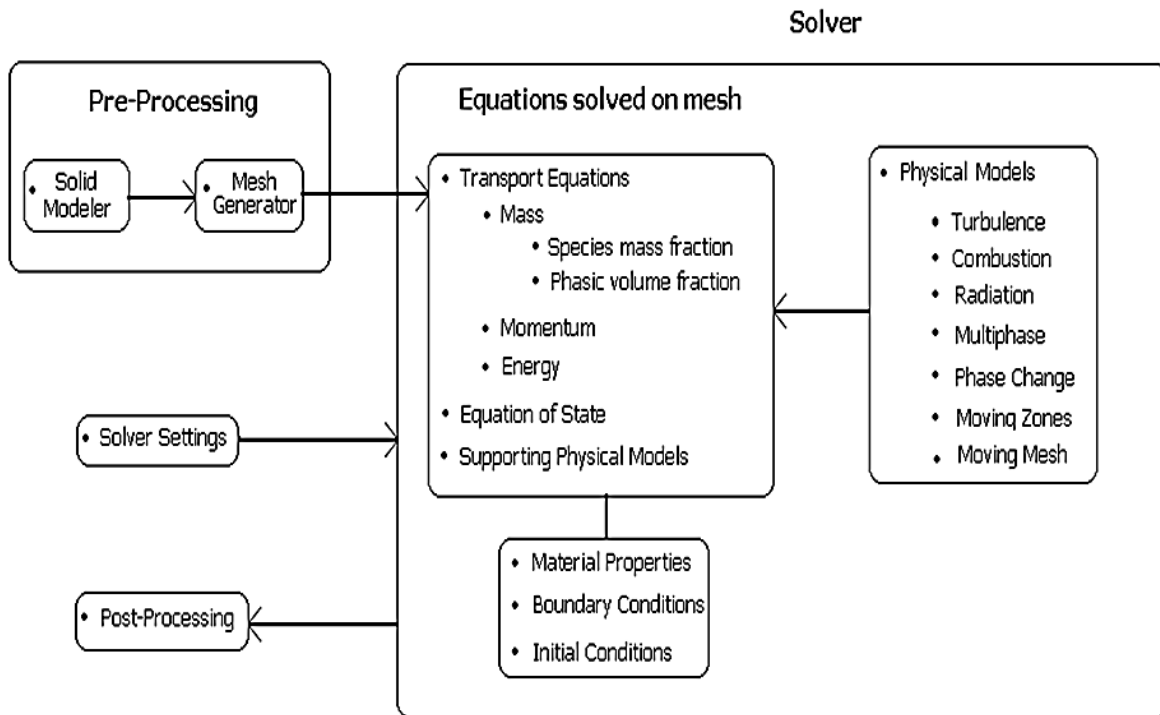 Solver
Pre-Processing
• Solid
Modeler
• Mesh
Generator
Equations solved on mesh
• Transport Equations
• Mass
• Species mass fraction
• Phasic volume fraction
• Momentum
• Energy
• Equation of State
• Supporting Physical Models
• Physical Models
• Turbulence
• Combustion
• Radiation
• Multiphase
• Phase Change
• Moving Zones
• Moving Mesh
• Solver Settings
• Material Properties
• Boundary Conditions
• Initial Conditions
• Post-Processing